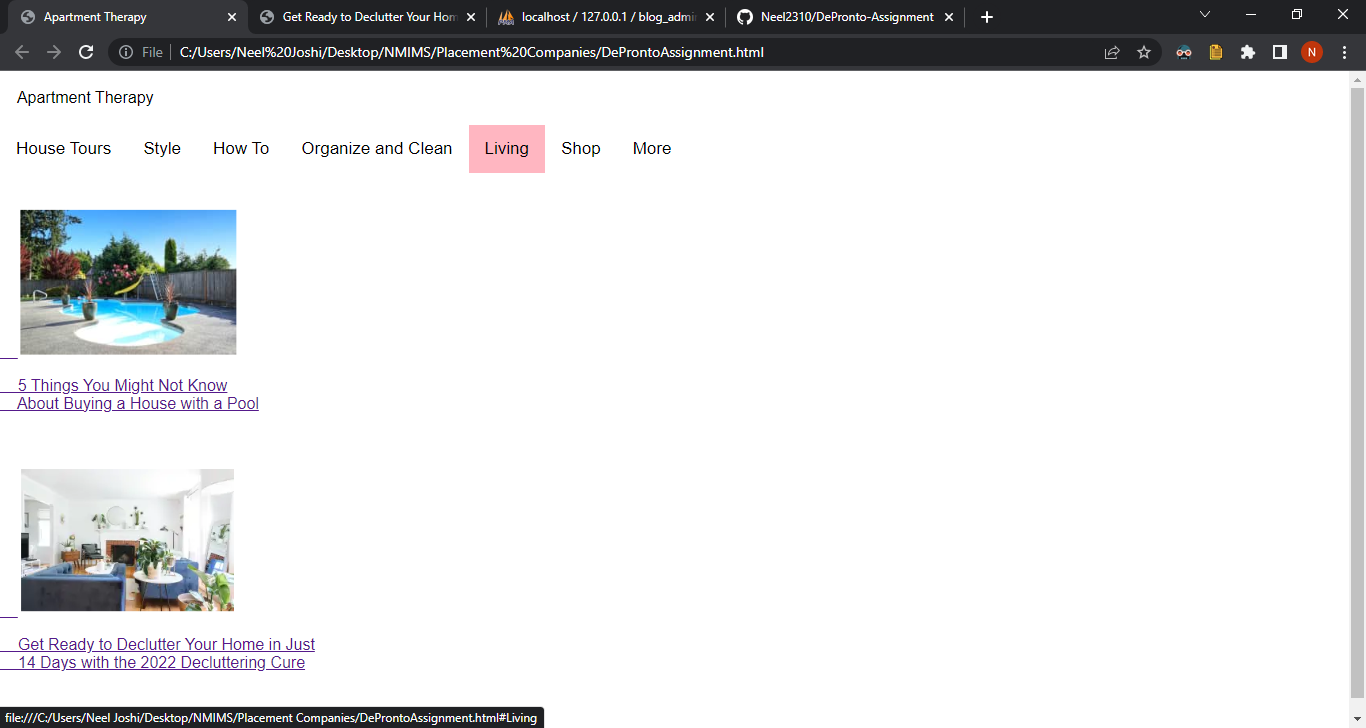 Apartment Therapy
Get Ready to Declutter Your Hom
localhost / 127.0.0.1 / blog_admi
Neel2310/DePronto-Assignment
File
C:/Users/Neel%20Joshi/Desktop/NMIMS/Placement%20Companies/DeProntoAssignment.html
N
Apartment Therapy
House Tours Style How To Organize and Clean Living Shop More
5 Things You Might Not Know
About Buying a House with a Pool
Get Ready to Declutter Your Home in Just
14 Days with the 2022 Decluttering Cure
file:///C:/Users/Neel Joshi/Desktop/NMIMS/Placement Companies/DeProntoAssignment.html#Living